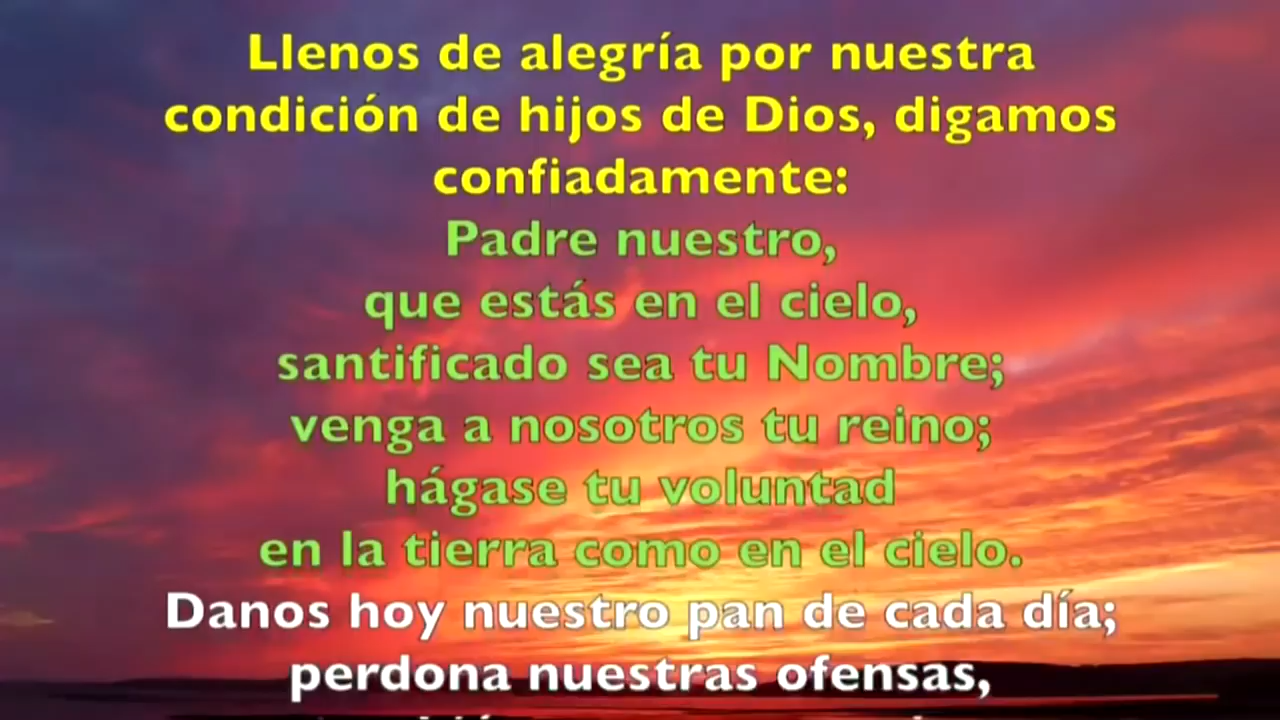 Llenos de alegría por nuestra
condición de hijos de Dios, digamos
confiadamente:
Padre nuestro,
que estás en el cielo,
santificado sea tu Nombre;
venga a nosotros tu reino;
hágase tu voluntad
en la tierra como en el cielo.
Danos hoy nuestro pan de cada día;
perdona nuestras ofensas,